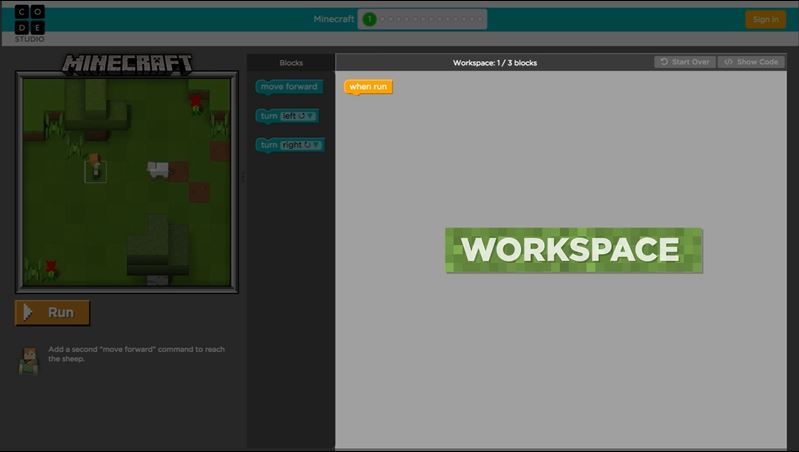 CODE
STUDIO
Minecraft
1
Sign in
MINECRAFT
Blocks
Workspace: 1 / 3 blocks
Start Over
Show Code
move forward
turn left
turn right
when run
WORKSPACE
Run
Add a second "move forward" command to reach
the sheep.